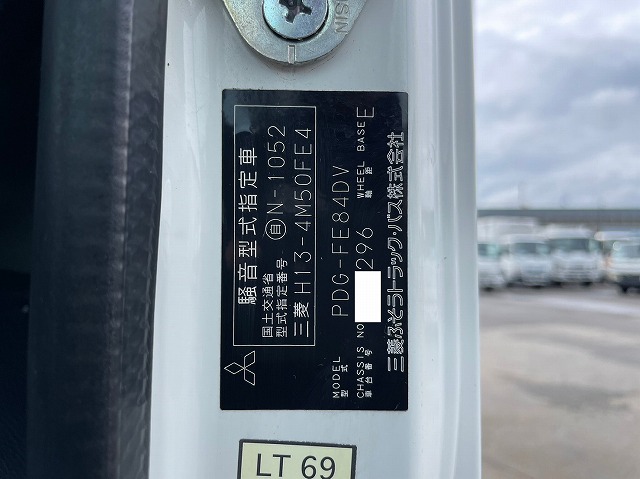 NIS
騒音型式指定車
国土交通省
型式指定番号 自 N-1052
三菱 H13-4M50FE4
MODEL
型式 PDG-FE84DV
CHASSIS NO
車台番号 296
WHEEL BASE
軸距 E
三菱ふそうトラック・バス株式会社
LT 69